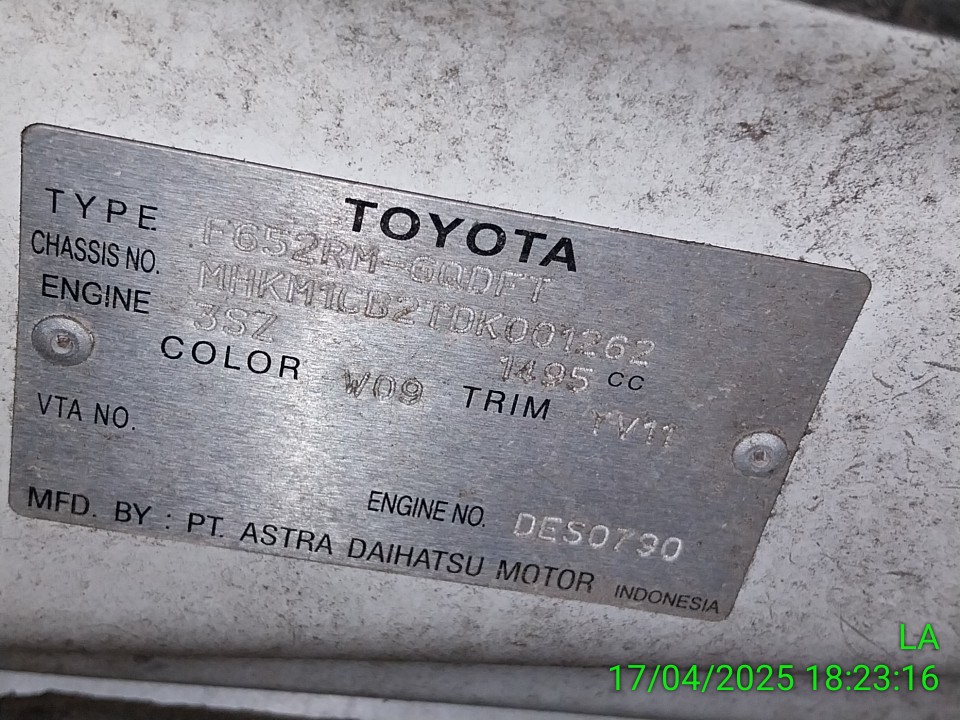 TOYOTA
TYPE. F652RM-GQDFT
CHASSIS NO. MHKM1CB2TDK001262
ENGINE 3SZ 1495 CC
COLOR W09 TRIM YV11
VTA NO.
ENGINE NO. DES0790
MFD. BY : PT. ASTRA DAIHATSU MOTOR INDONESIA
LA
17/04/2025 18:23:16